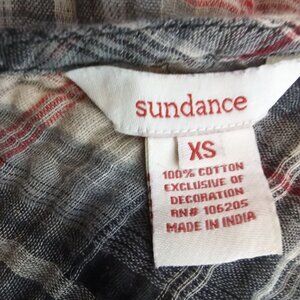 sundance
XS
100% COTTON
EXCLUSIVE OF
DECORATION
RN# 106205
MADE IN INDIA